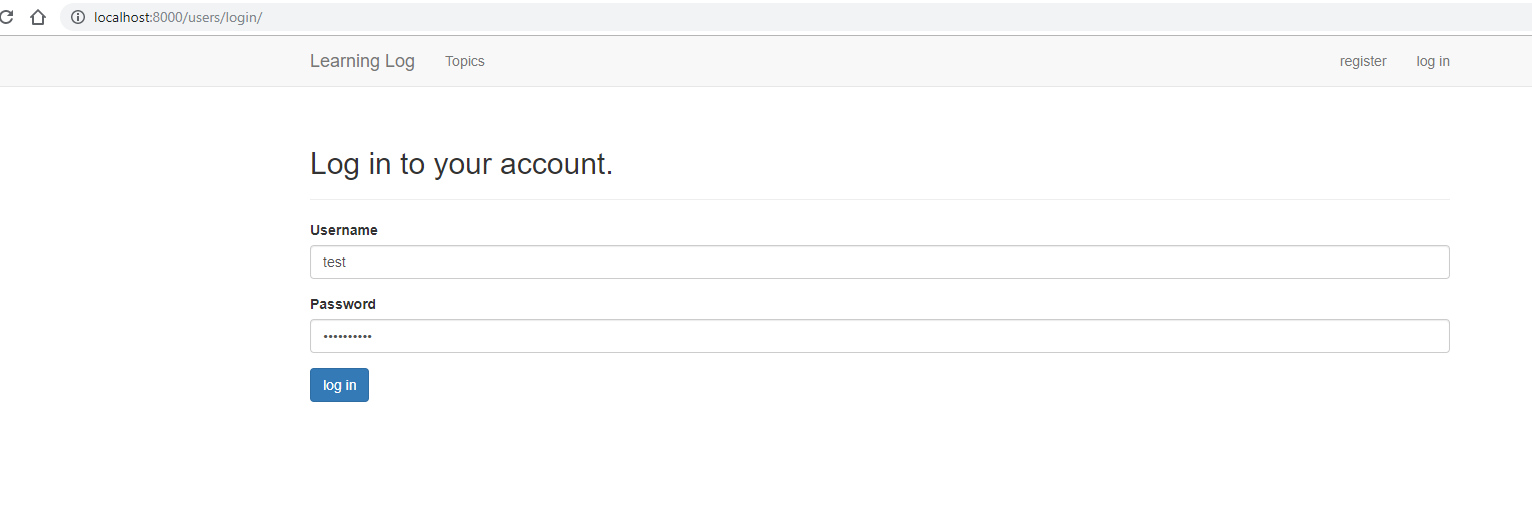 localhost:8000/users/login/
Learning Log Topics register log in
Log in to your account.
Username
test
Password
••••••••••
log in